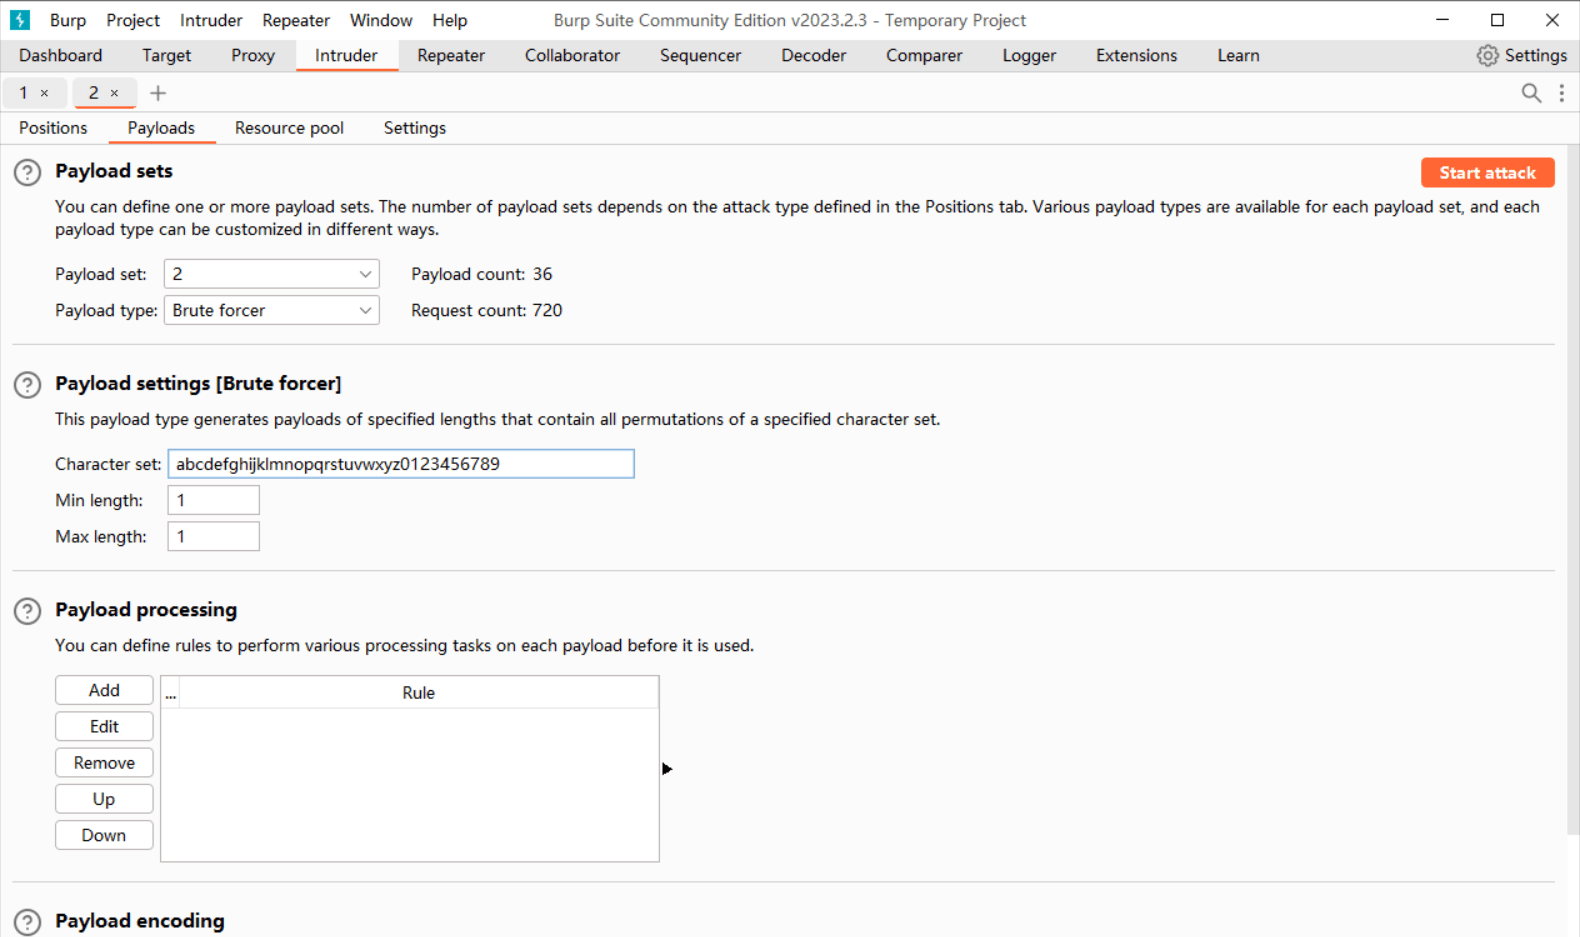 Burp Project Intruder Repeater Window Help Burp Suite Community Edition v2023.2.3 - Temporary Project
Dashboard Target Proxy Intruder Repeater Collaborator Sequencer Decoder Comparer Logger Extensions Learn Settings
1 × 2 × +
Positions Payloads Resource pool Settings
? Payload sets Start attack
You can define one or more payload sets. The number of payload sets depends on the attack type defined in the Positions tab. Various payload types are available for each payload set, and each
payload type can be customized in different ways.
Payload set: 2 Payload count: 36
Payload type: Brute forcer Request count: 720
? Payload settings [Brute forcer]
This payload type generates payloads of specified lengths that contain all permutations of a specified character set.
Character set: abcdefghijklmnopqrstuvwxyz0123456789
Min length: 1
Max length: 1
? Payload processing
You can define rules to perform various processing tasks on each payload before it is used.
Add ... Rule
Edit
Remove
Up
Down
? Payload encoding